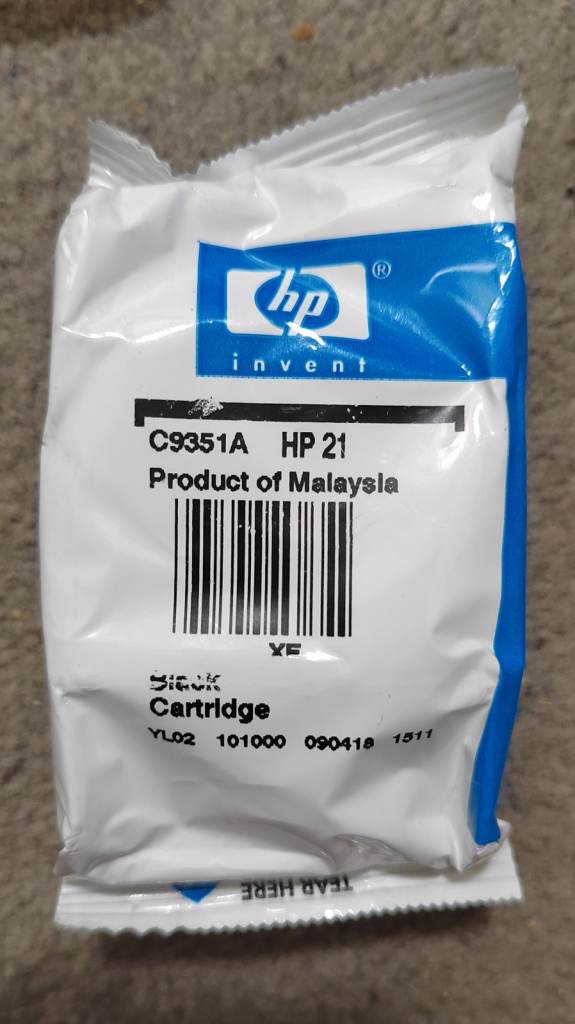 hp ®
invent
C9351A HP 21
Product of Malaysia
XF
Black
Cartridge
YL02 101000 090418 1511
TEAR HERE